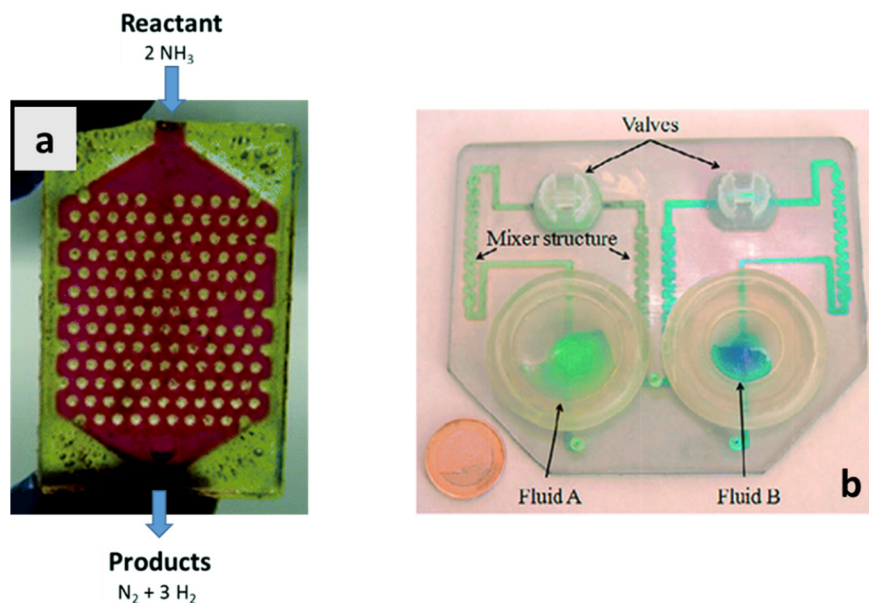 Reactant
2 NH₃
a
Products
N₂ + 3 H₂
Valves
Mixer structure
Fluid A
Fluid B
b